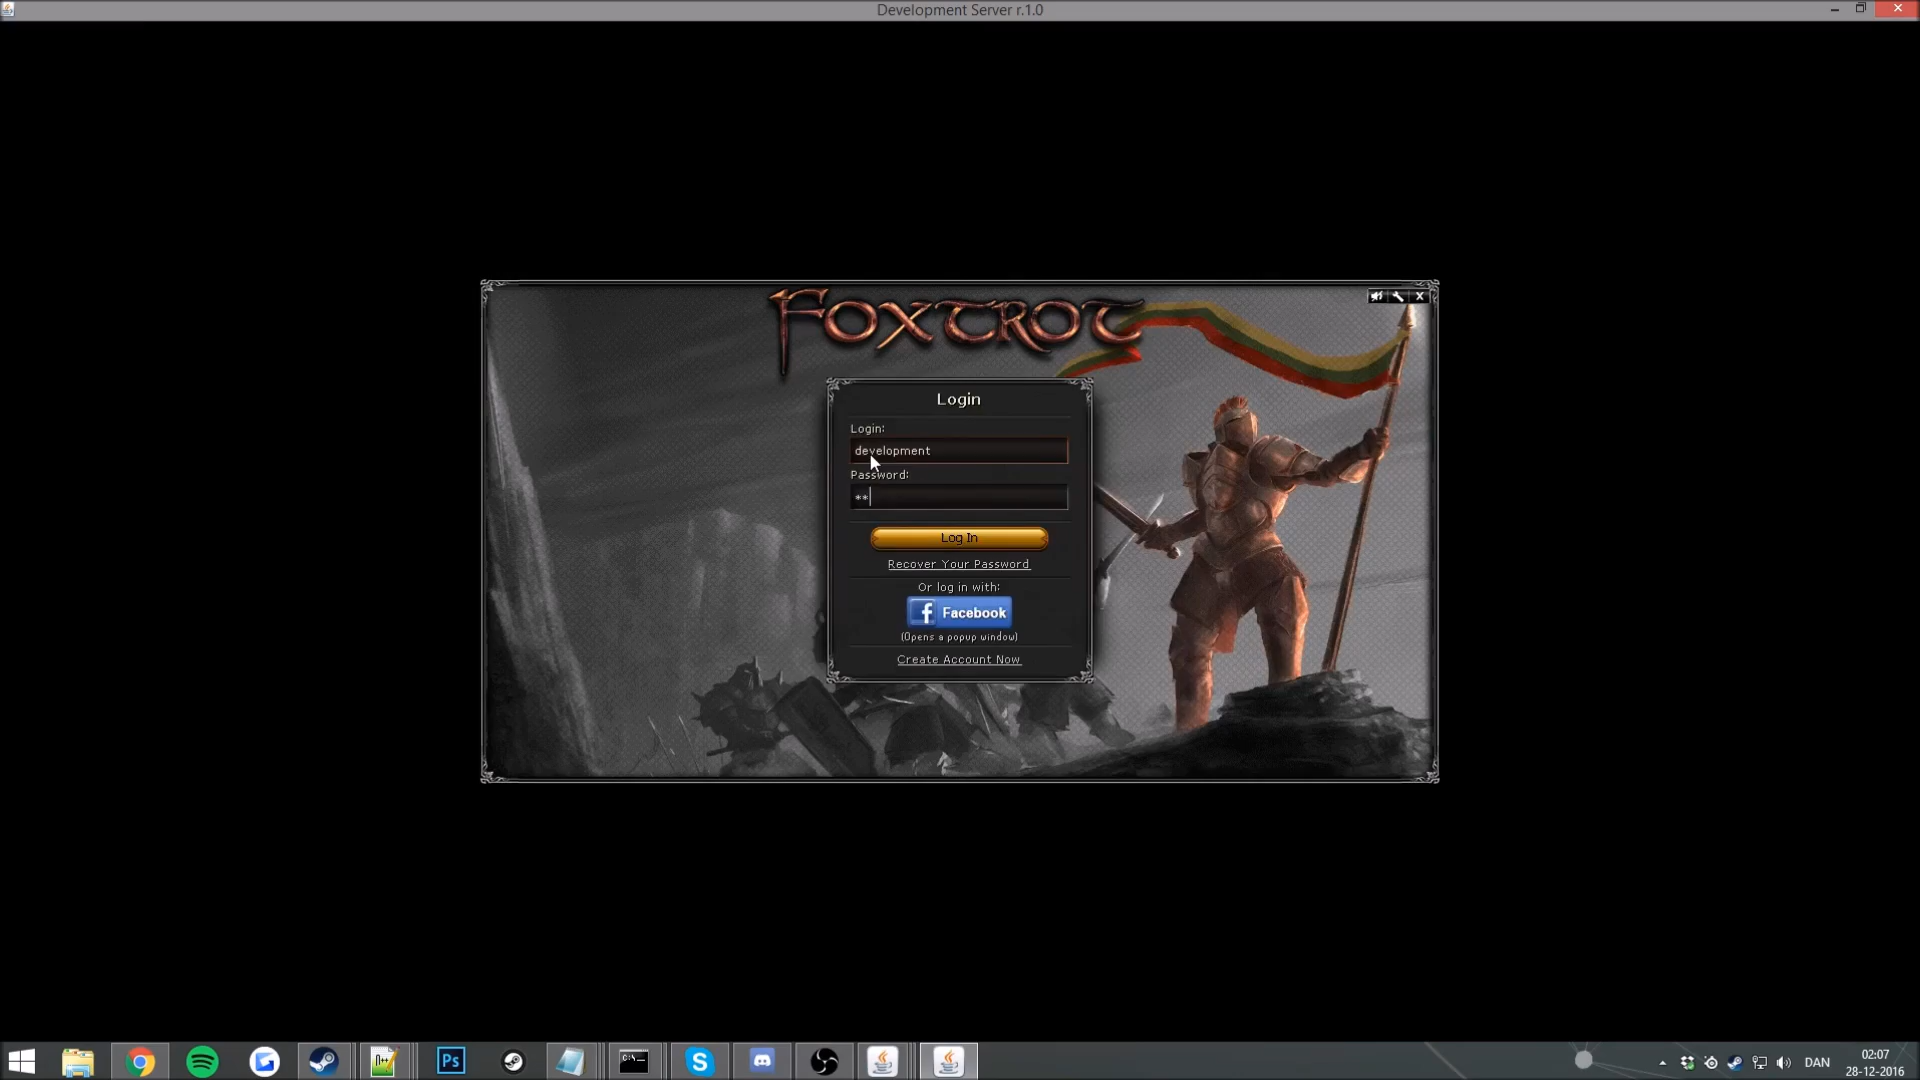 Development Server r.1.0
FOXTROT
Login
Login:
development
Password:
**
Log In
Recover Your Password
Or log in with:
f Facebook
(Opens a popup window)
Create Account Now
Ps
C:\
S
DAN
02:07
28-12-2016